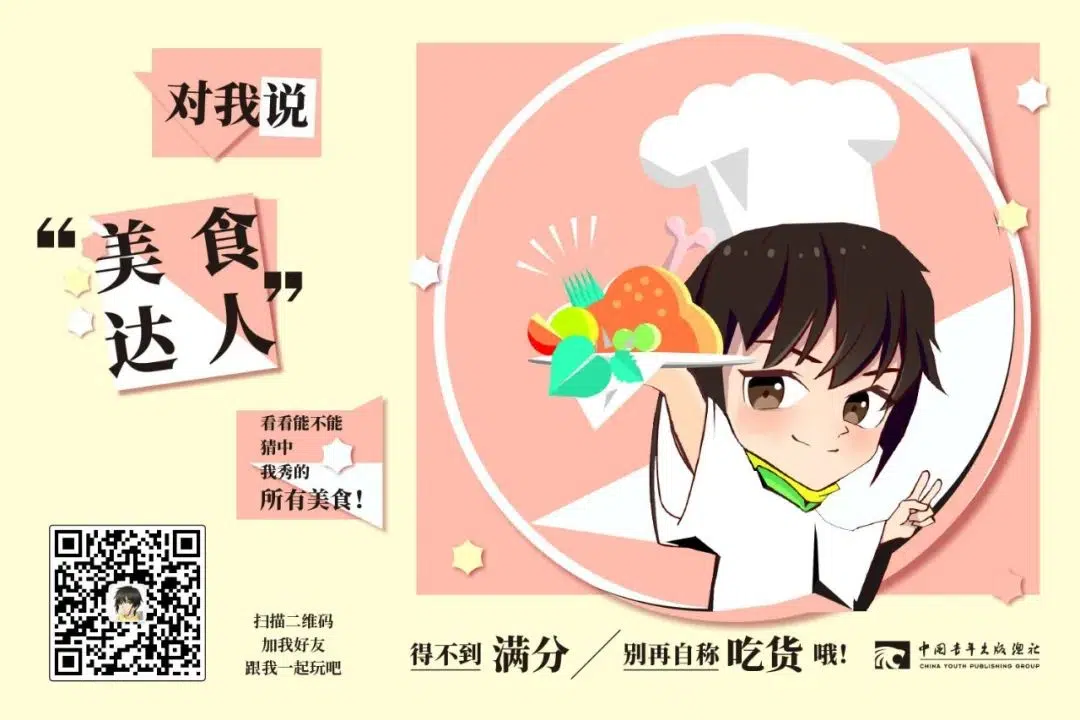 对我说
“美食
达人”
看看能不能
猜中
我秀的
所有美食！
扫描二维码
加我好友
跟我一起玩吧
得不到 满分／别再自称 吃货 哦！
中国青年出版总社
CHINA YOUTH PUBLISHING GROUP